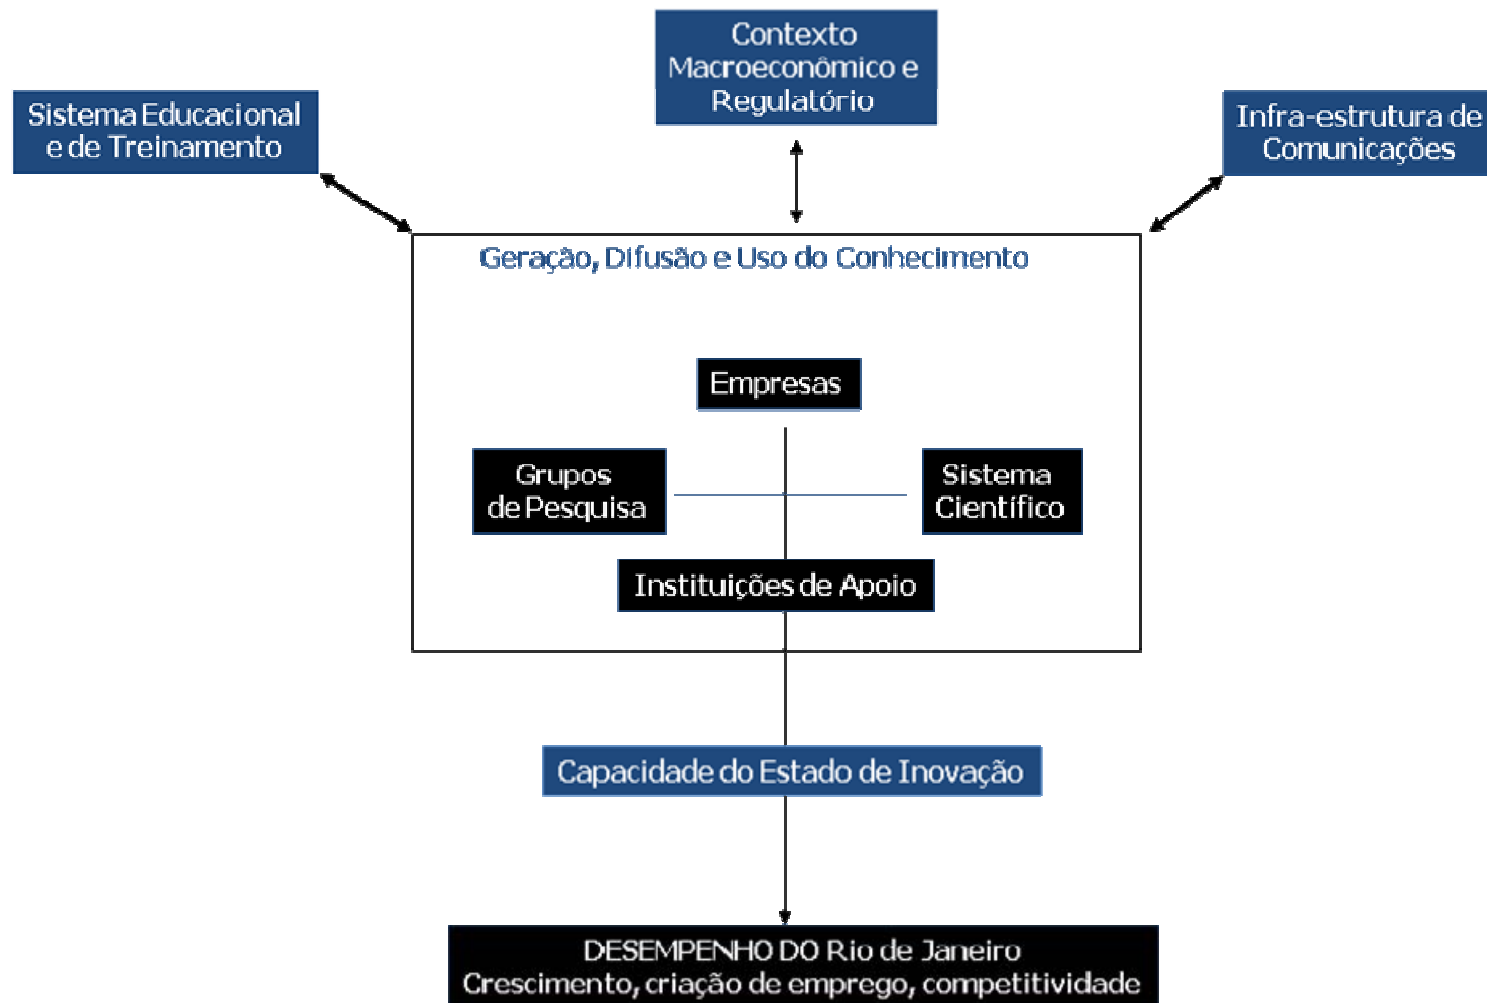 Contexto
Macroeconômico e
Regulatório
Sistema Educacional
e de Treinamento
Infra-estrutura de
Comunicações
Geração, Difusão e Uso do Conhecimento
Empresas
Grupos
de Pesquisa
Sistema
Científico
Instituições de Apoio
Capacidade do Estado de Inovação
DESEMPENHO DO Rio de Janeiro
Crescimento, criação de emprego, competitividade